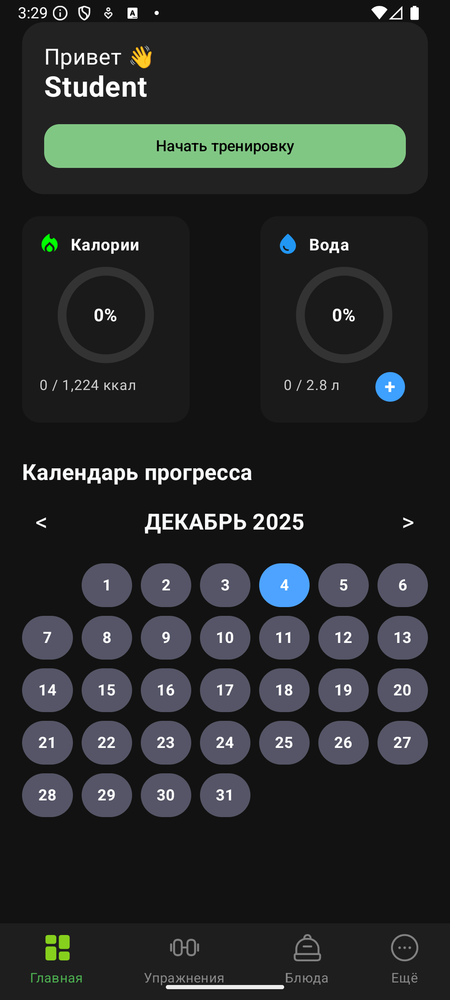 3:29
Привет 👋
Student
Начать тренировку
Калории
Вода
0%
0%
0 / 1,224 ккал
0 / 2.8 л
+
Календарь прогресса
< ДЕКАБРЬ 2025 >
1 2 3 4 5 6
7 8 9 10 11 12 13
14 15 16 17 18 19 20
21 22 23 24 25 26 27
28 29 30 31
Главная
Упражнения
Блюда
Ещё